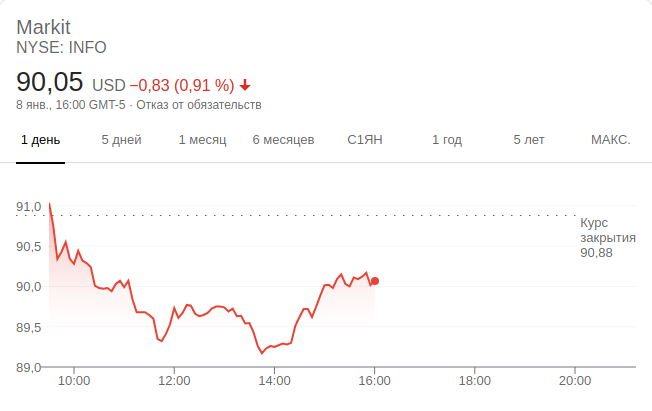 Markit
NYSE: INFO
90,05 USD −0,83 (0,91 %)
8 янв., 16:00 GMT-5 · Отказ от обязательств
1 день 5 дней 1 месяц 6 месяцев С1ЯН 1 год 5 лет МАКС.
91,0
Курс
закрытия
90,88
90,5
90,0
89,5
89,0
10:00 12:00 14:00 16:00 18:00 20:00